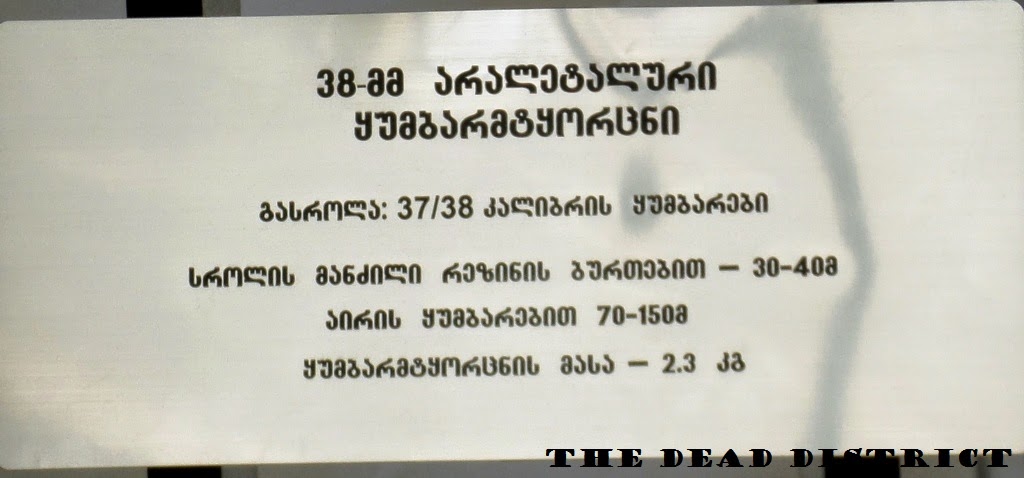 38-მმ არალეტალური
ყუმბარმტყორცნი
გასროლა: 37/38 კალიბრის ყუმბარები
სროლის მანძილი რეზინის ბურთებით – 30-40მ
აირის ყუმბარებით 70-150მ
ყუმბარმტყორცნის მასა – 2.3 კგ
THE DEAD DISTRICT